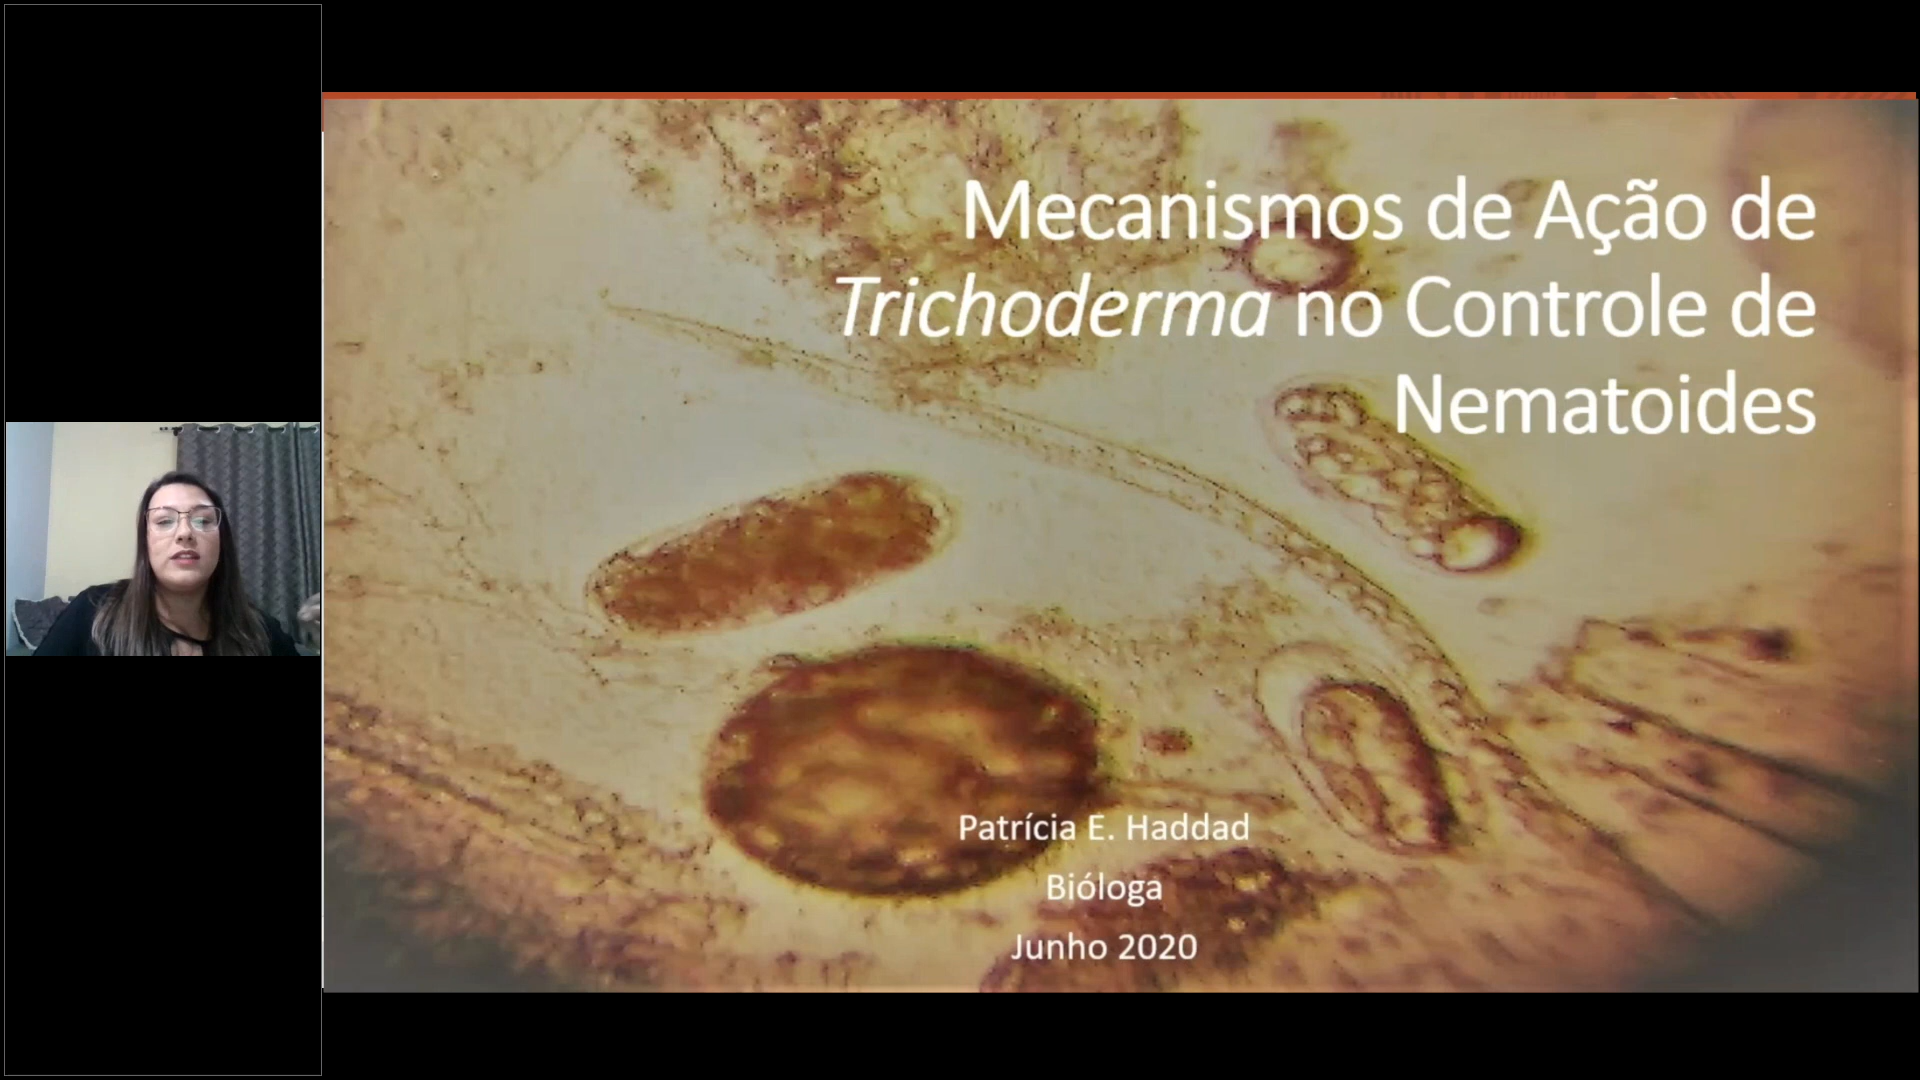 Mecanismos de Ação de
Trichoderma no Controle de
Nematoides
Patrícia E. Haddad
Bióloga
Junho 2020